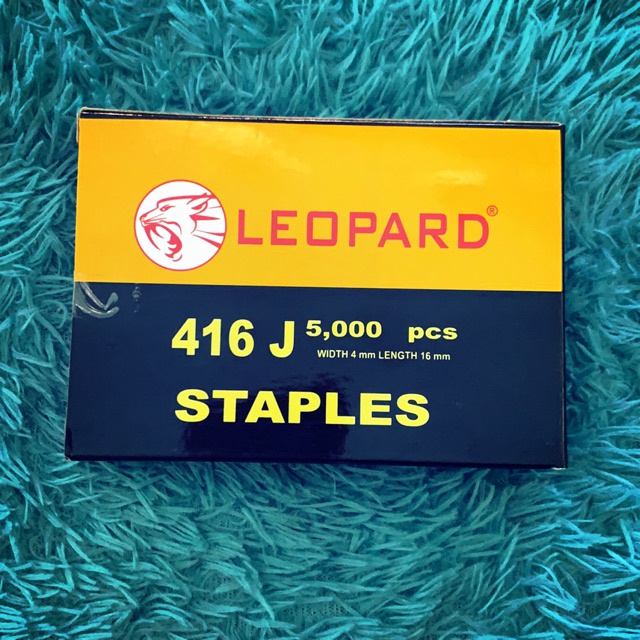 LEOPARD®
416 J 5,000 pcs
WIDTH 4 mm LENGTH 16 mm
STAPLES